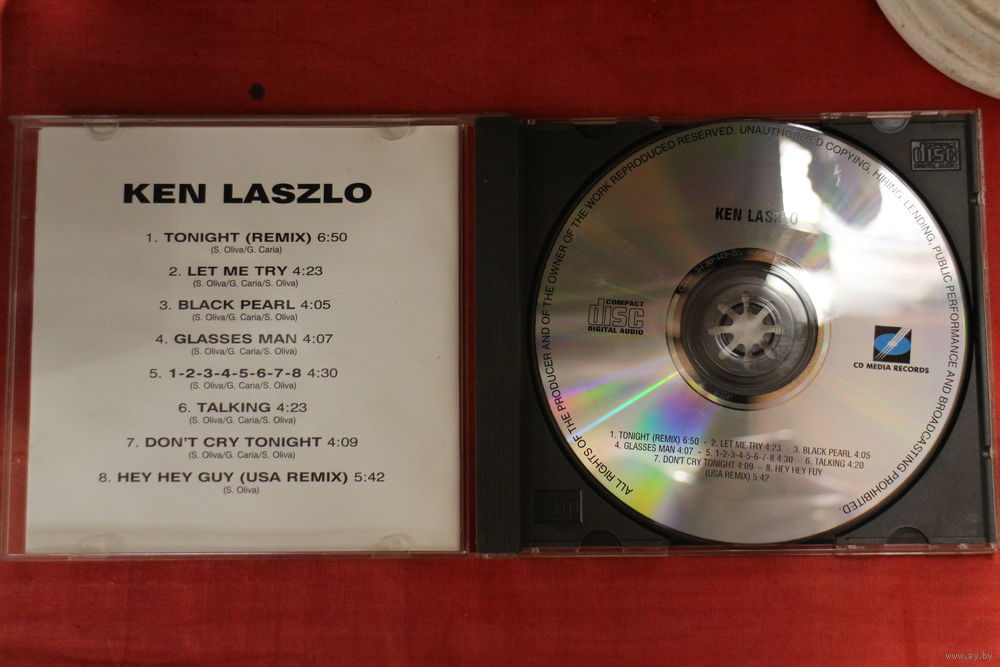 KEN LASZLO
1. TONIGHT (REMIX) 6:50
(S. Oliva/G. Caria)
2. LET ME TRY 4:23
(S. Oliva/G. Caria/S. Oliva)
3. BLACK PEARL 4:05
(S. Oliva/G. Caria/S. Oliva)
4. GLASSES MAN 4:07
(S. Oliva/G. Caria/S. Oliva)
5. 1-2-3-4-5-6-7-8 4:30
(S. Oliva/G. Caria/S. Oliva)
6. TALKING 4:23
(S. Oliva/G. Caria/S. Oliva)
7. DON'T CRY TONIGHT 4:09
(S. Oliva/G. Caria/S. Oliva)
8. HEY HEY GUY (USA REMIX) 5:42
(S. Oliva)
ALL RIGHTS OF THE PRODUCER AND OF THE OWNER OF THE WORK REPRODUCED RESERVED. UNAUTHORIZED COPYING, HIRING, LENDING, PUBLIC PERFORMANCE AND BROADCASTING PROHIBITED.
KEN LASZLO
COMPACT
disc
DIGITAL AUDIO
CD MEDIA RECORDS
1. TONIGHT (REMIX) 6:50 - 2. LET ME TRY 4:23 - 3. BLACK PEARL 4:05
4. GLASSES MAN 4:07 - 5. 1-2-3-4-5-6-7-8 4:30 - 6. TALKING 4:20
7. DON'T CRY TONIGHT 4:09 - 8. HEY HEY FUY
(USA REMIX) 5:42
disc
DIGITAL AUDIO
www.ay.by